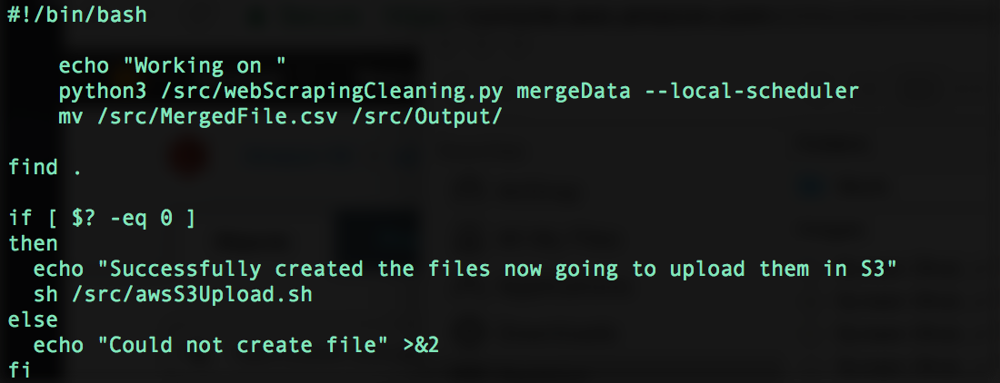 #!/bin/bash
echo "Working on "
python3 /src/webScrapingCleaning.py mergeData --local-scheduler
mv /src/MergedFile.csv /src/Output/
find .
if [ $? -eq 0 ]
then
echo "Successfully created the files now going to upload them in S3"
sh /src/awsS3Upload.sh
else
echo "Could not create file" >&2
fi